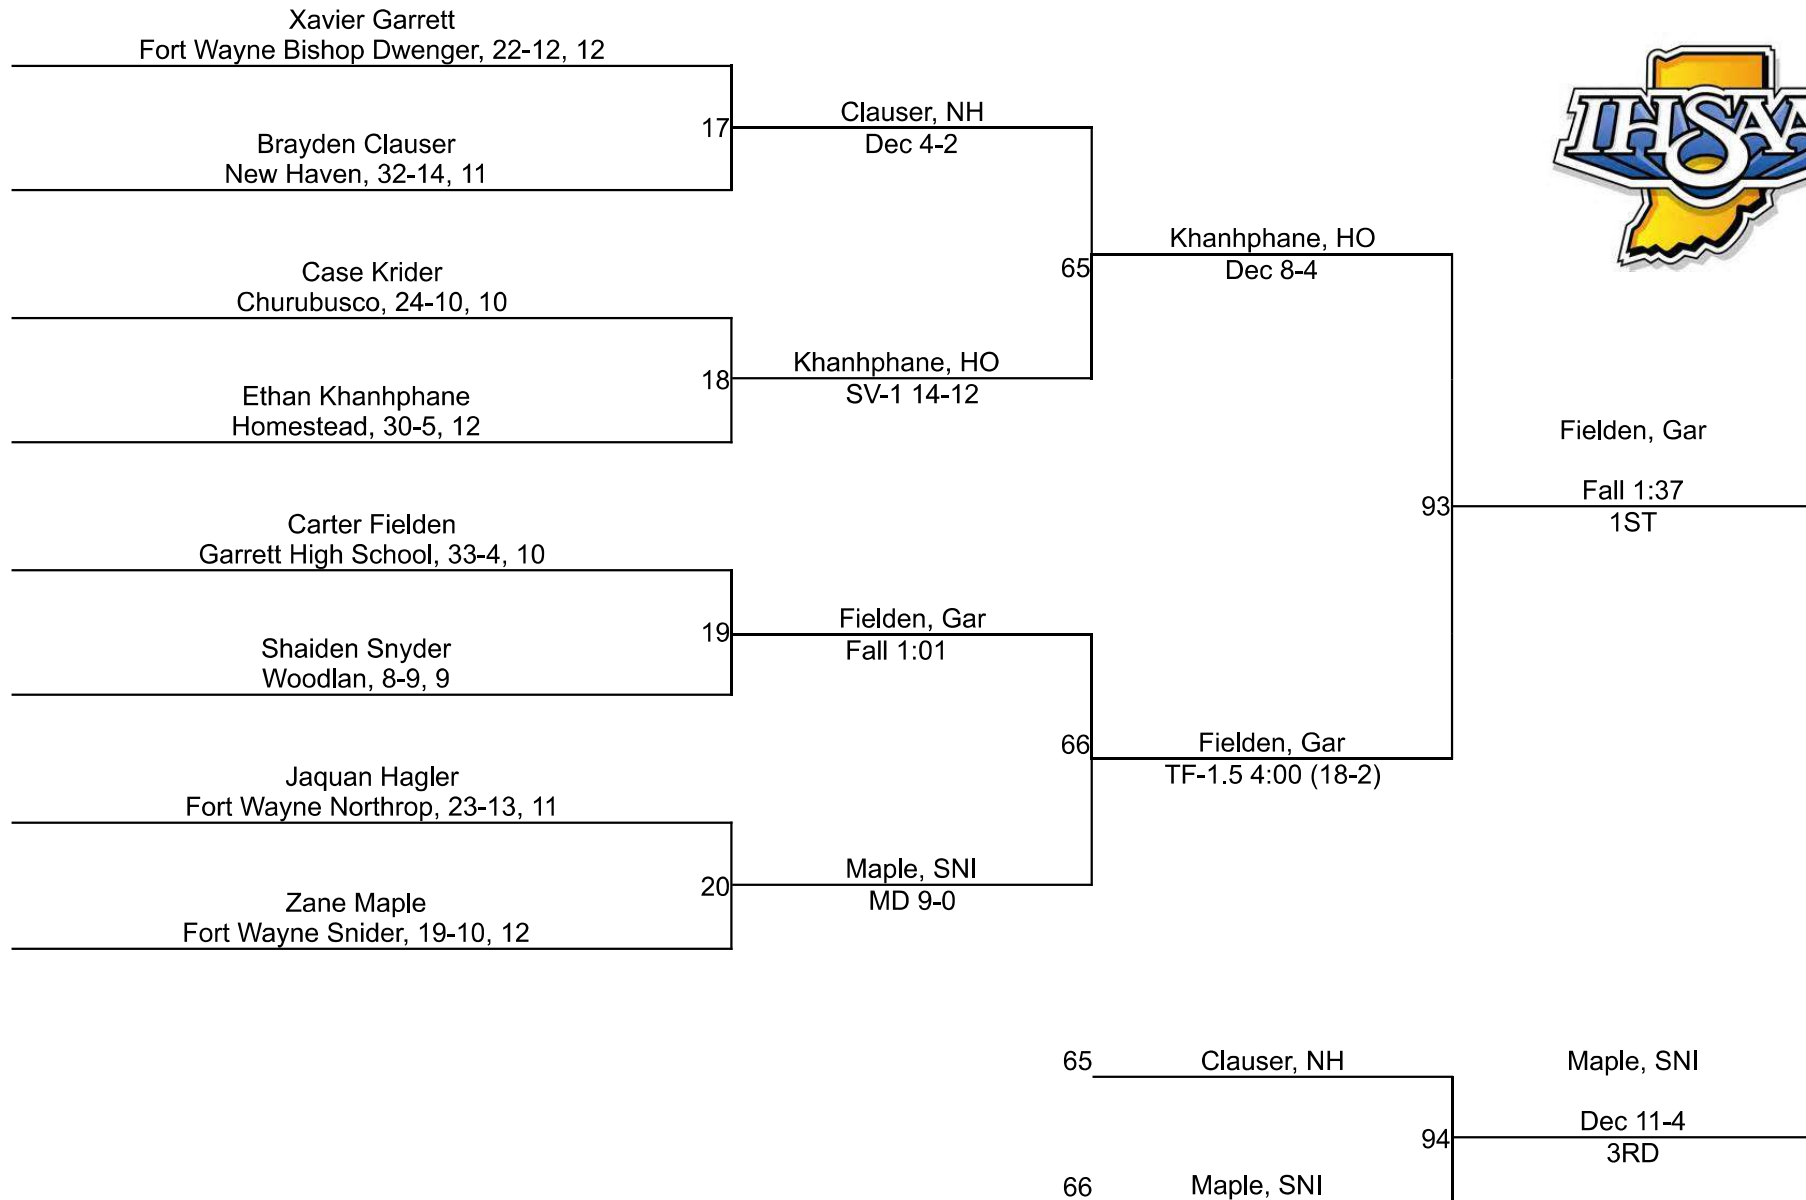 Xavier Garrett
Fort Wayne Bishop Dwenger, 22-12, 12
17
Brayden Clauser
New Haven, 32-14, 11
Clauser, NH
Dec 4-2
Case Krider
Churubusco, 24-10, 10
18
Ethan Khanhphane
Homestead, 30-5, 12
Khanhphane, HO
SV-1 14-12
65
Khanhphane, HO
Dec 8-4
Carter Fielden
Garrett High School, 33-4, 10
19
Shaiden Snyder
Woodlan, 8-9, 9
Fielden, Gar
Fall 1:01
Jaquan Hagler
Fort Wayne Northrop, 23-13, 11
20
Zane Maple
Fort Wayne Snider, 19-10, 12
Maple, SNI
MD 9-0
66
Fielden, Gar
TF-1.5 4:00 (18-2)
93
Fielden, Gar
Fall 1:37
1ST
IHSAA
65
Clauser, NH
66
Maple, SNI
94
Maple, SNI
Dec 11-4
3RD